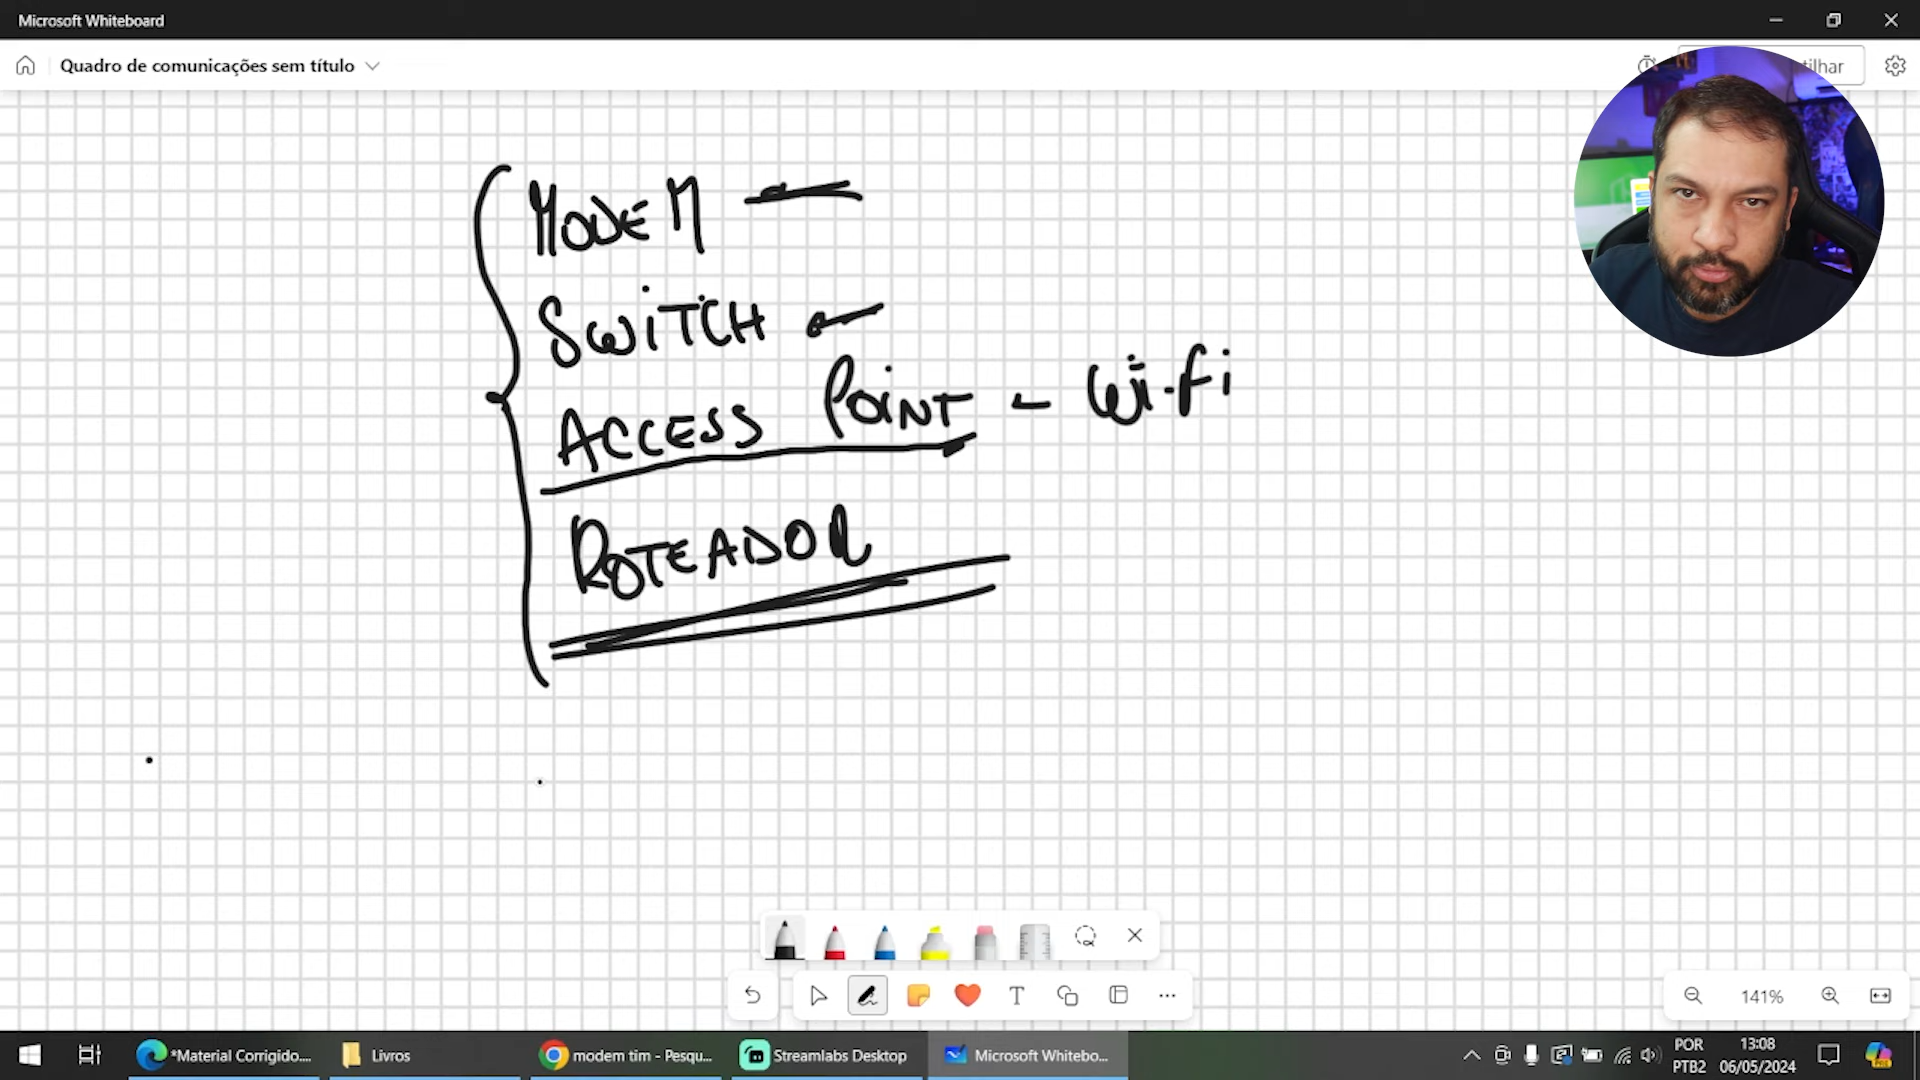 Microsoft Whiteboard
Quadro de comunicações sem título
tilhar
MODEM
SWiTCH
ACCESS POiNT - Wi-Fi
ROTEADOR
T
141%
*Material Corrigido...
Livros
modem tim - Pesqu...
Streamlabs Desktop
Microsoft Whitebo...
POR
PTB2
13:08
06/05/2024